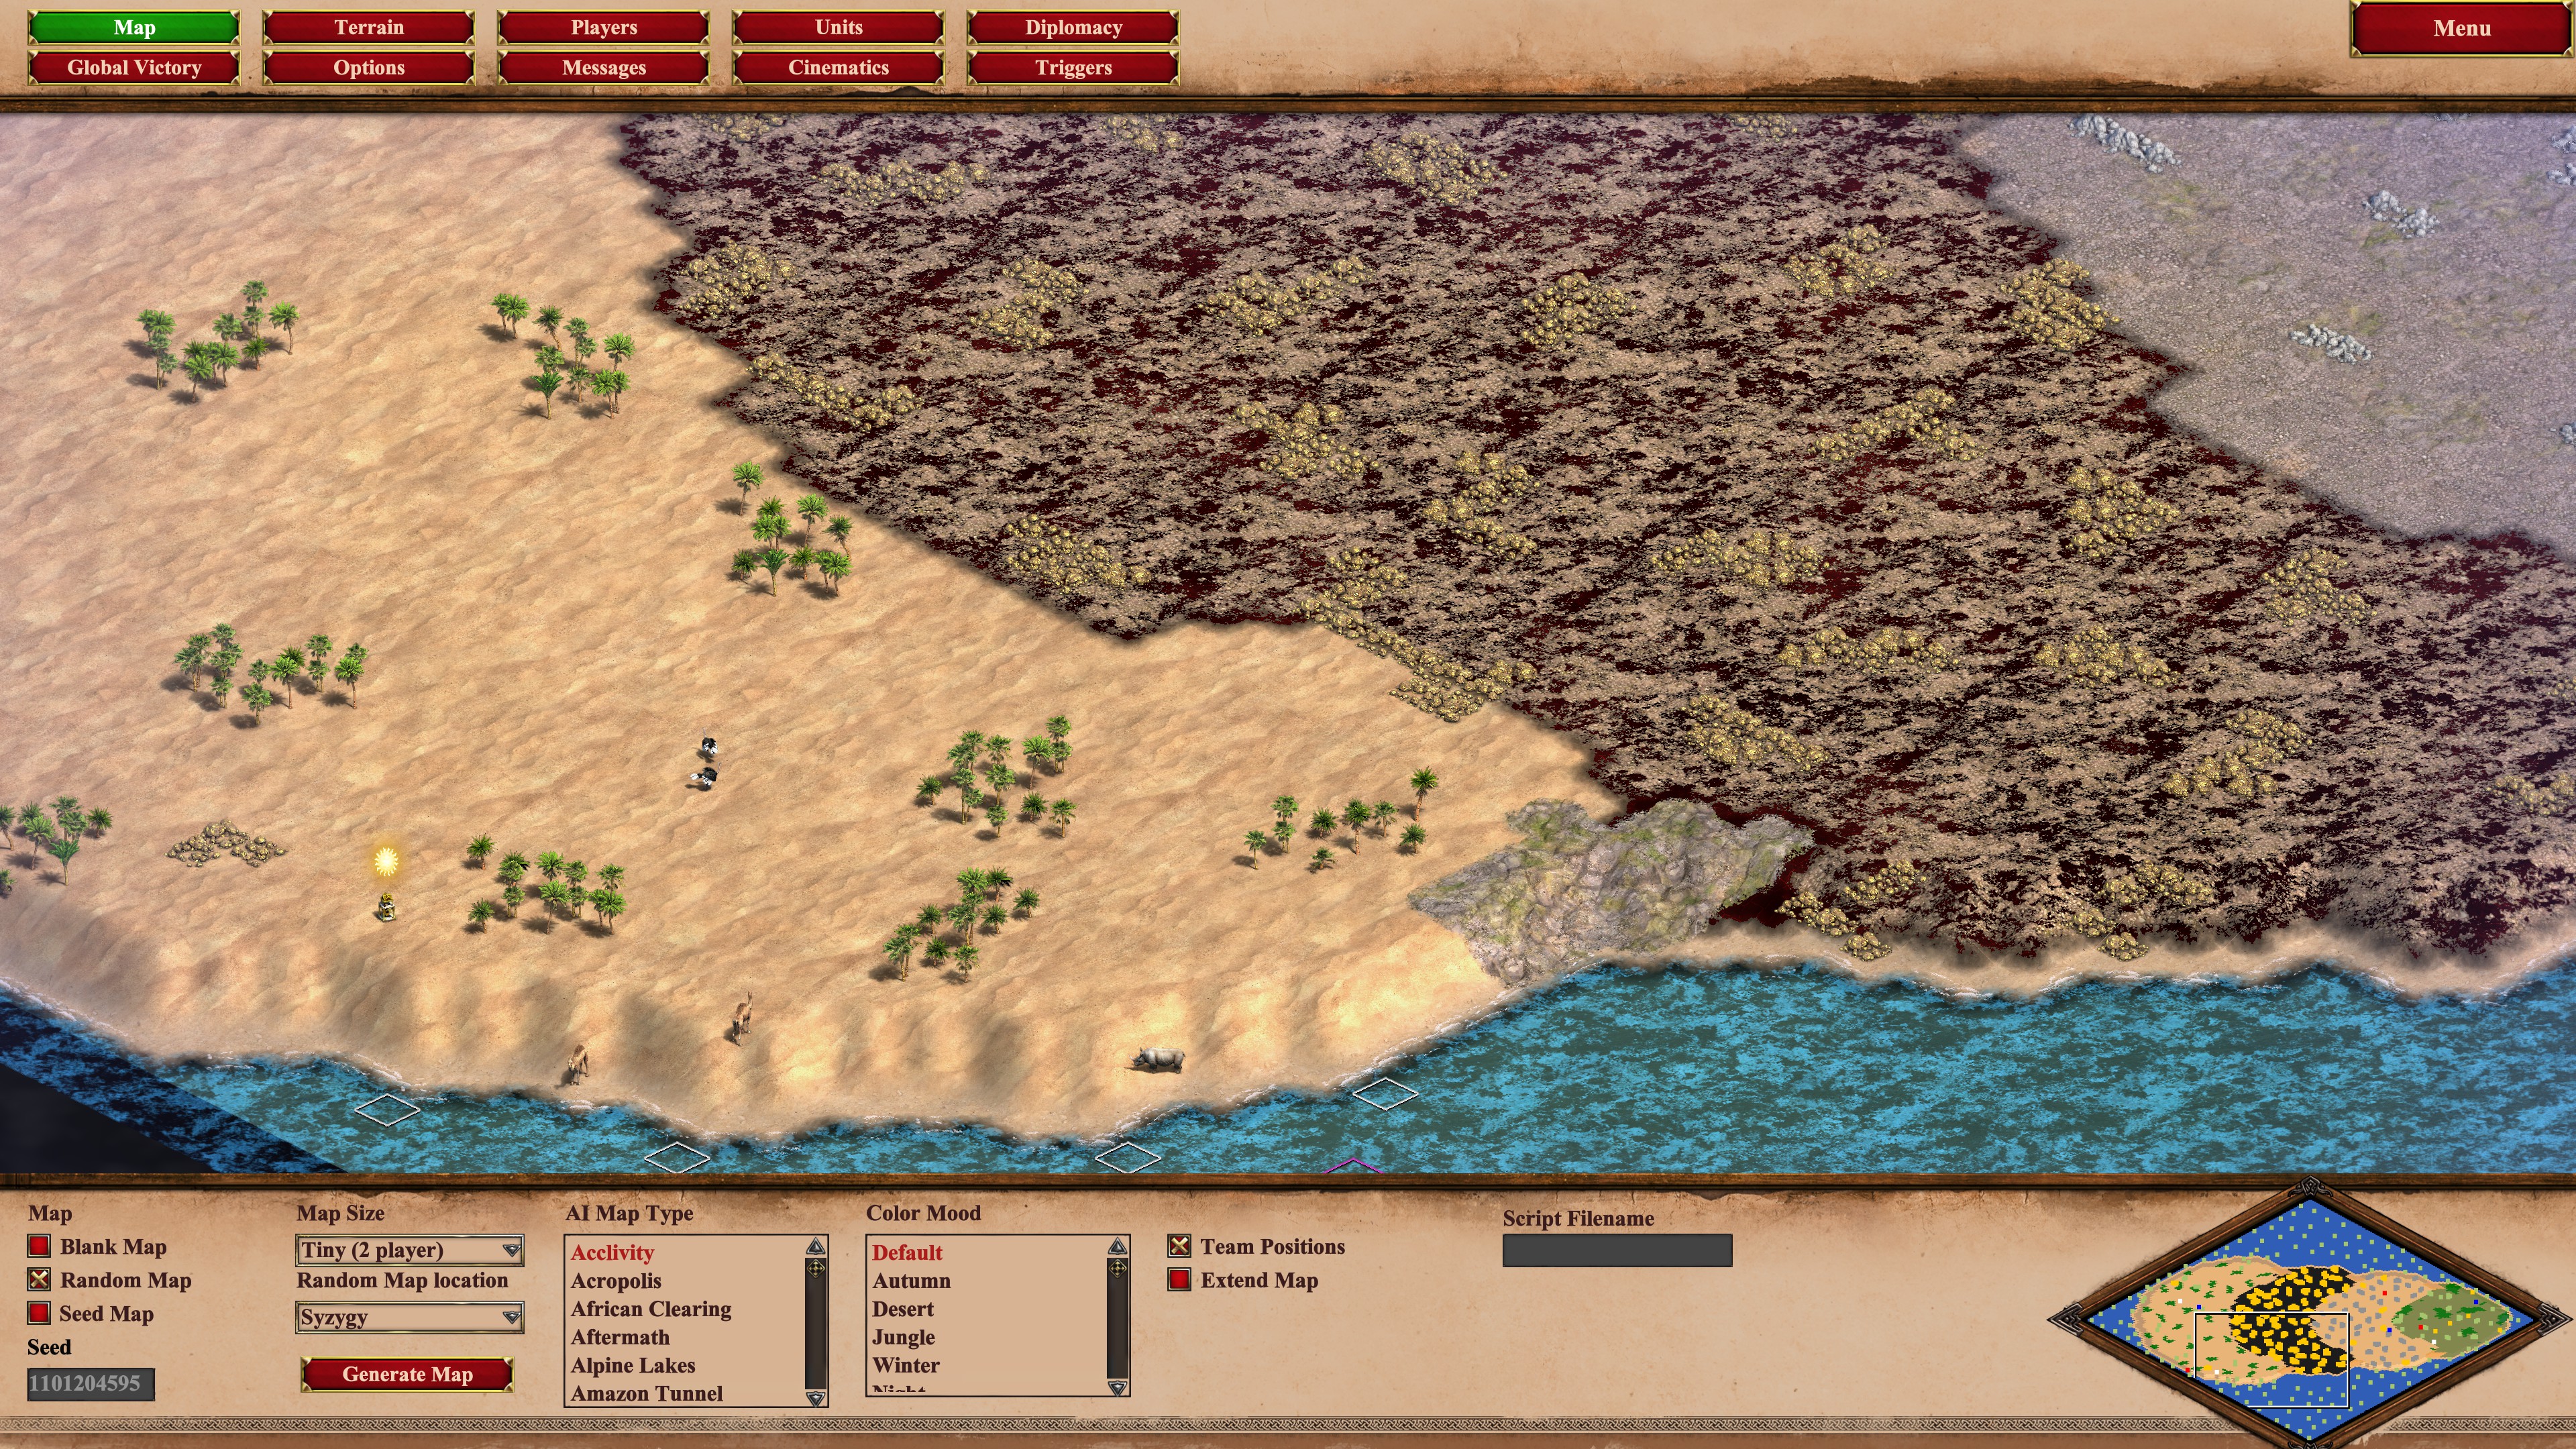 Map Terrain Players Units Diplomacy Menu
Global Victory Options Messages Cinematics Triggers
Map
Blank Map
Random Map
Seed Map
Seed
1101204595
Map Size
Tiny (2 player)
Random Map location
Syzygy
Generate Map
AI Map Type
Acclivity
Acropolis
African Clearing
Aftermath
Alpine Lakes
Amazon Tunnel
Color Mood
Default
Autumn
Desert
Jungle
Winter
Night
Team Positions
Extend Map
Script Filename